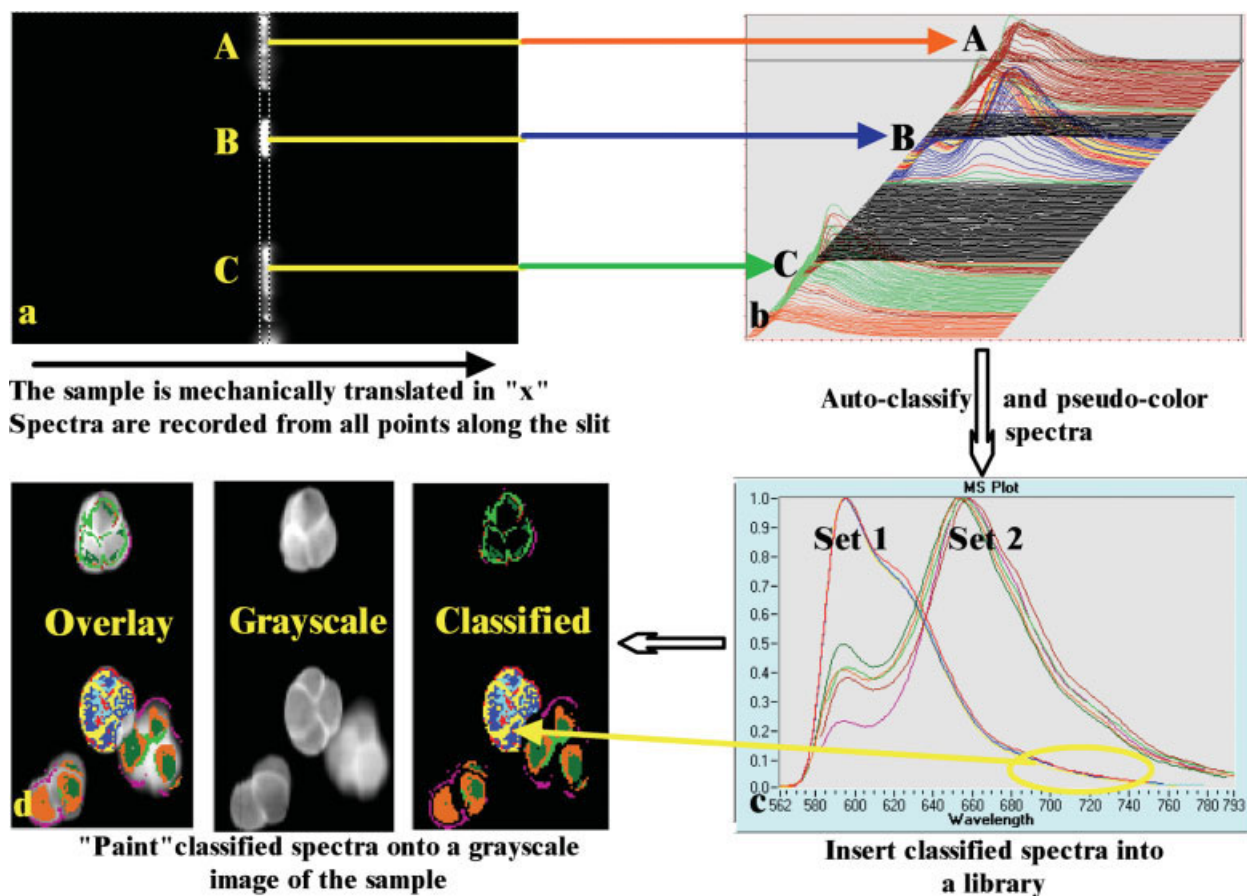 A
B
C
a
A
B
C
b
The sample is mechanically translated in "x"
Spectra are recorded from all points along the slit
Auto-classify and pseudo-color
spectra
Overlay
Grayscale
Classified
d
"Paint"classified spectra onto a grayscale
image of the sample
MS Plot
Set 1 Set 2
1.0
0.9
0.8
0.7
0.6
0.5
0.4
0.3
0.2
0.1
0.0
562 580 600 620 640 660 680 700 720 740 760 780 793
c
Wavelength
Insert classified spectra into
a library